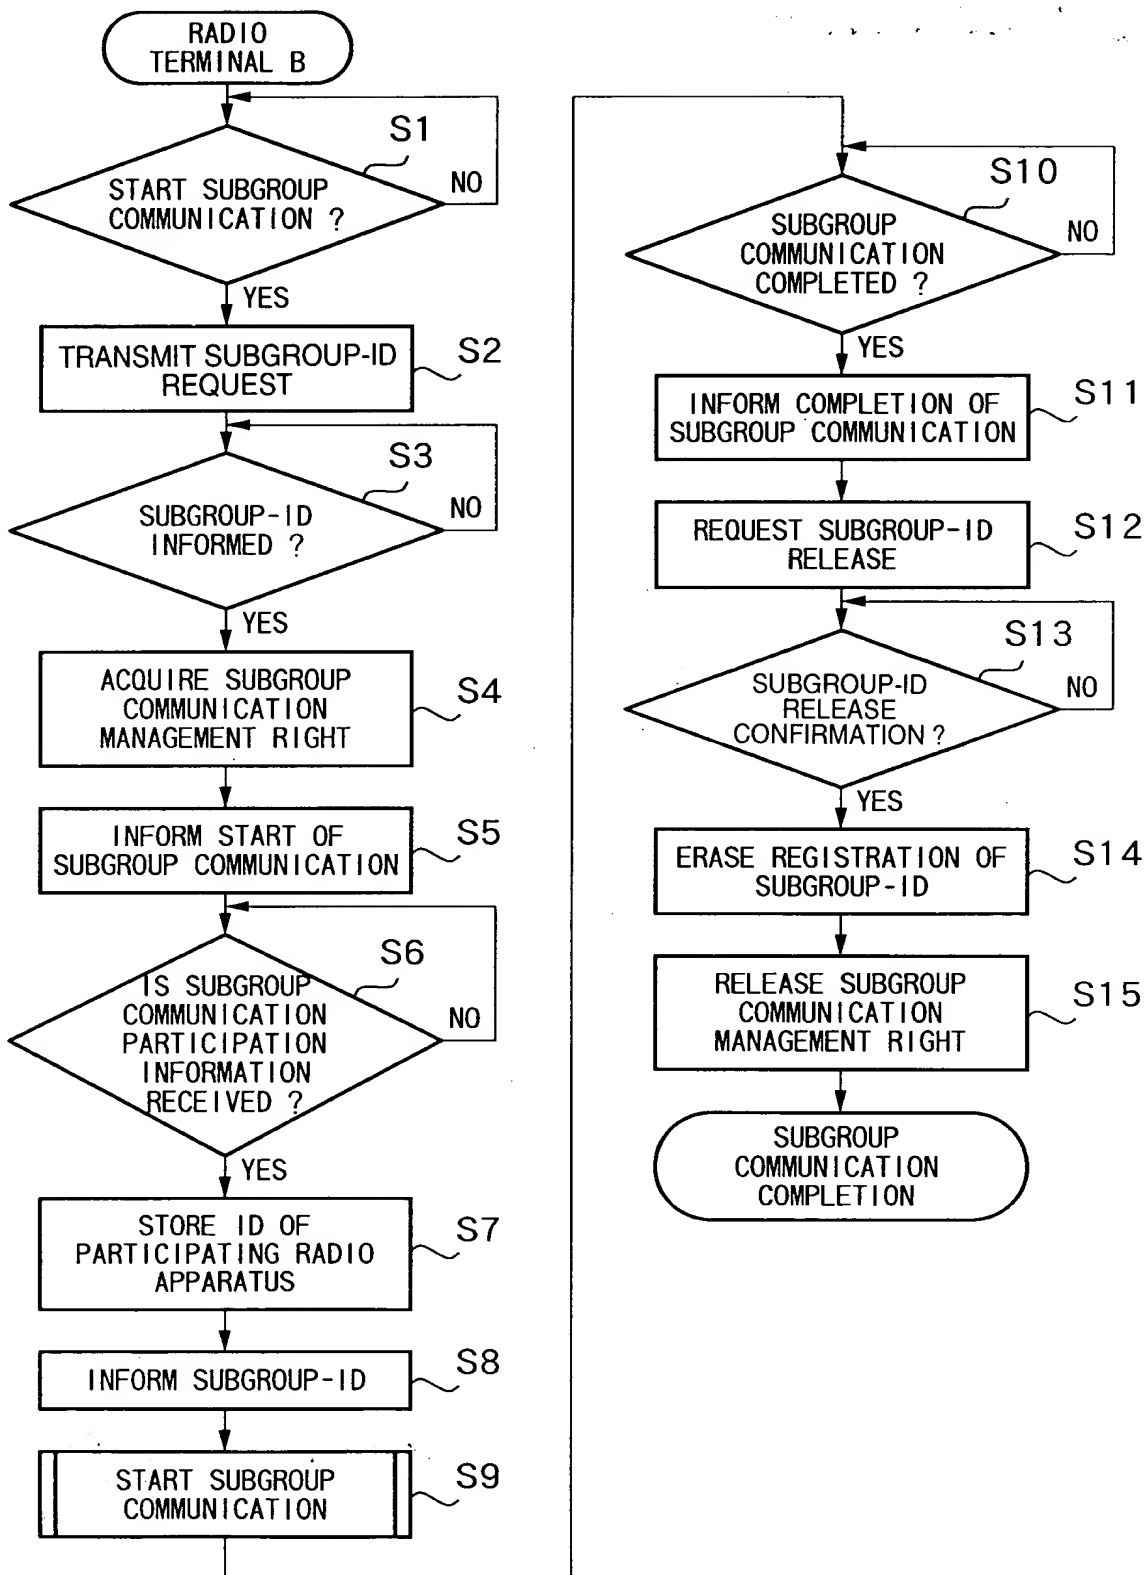 RADIO
TERMINAL B
S1
START SUBGROUP
COMMUNICATION ?
NO
YES
TRANSMIT SUBGROUP-ID
REQUEST
S2
S3
SUBGROUP-ID
INFORMED ?
NO
YES
ACQUIRE SUBGROUP
COMMUNICATION
MANAGEMENT RIGHT
S4
INFORM START OF
SUBGROUP COMMUNICATION
S5
S6
IS SUBGROUP
COMMUNICATION
PARTICIPATION
INFORMATION
RECEIVED ?
NO
YES
STORE ID OF
PARTICIPATING RADIO
APPARATUS
S7
INFORM SUBGROUP-ID
S8
START SUBGROUP
COMMUNICATION
S9
S10
SUBGROUP
COMMUNICATION
COMPLETED ?
NO
YES
INFORM COMPLETION OF
SUBGROUP COMMUNICATION
S11
REQUEST SUBGROUP-ID
RELEASE
S12
S13
SUBGROUP-ID
RELEASE
CONFIRMATION ?
NO
YES
ERASE REGISTRATION OF
SUBGROUP-ID
S14
RELEASE SUBGROUP
COMMUNICATION
MANAGEMENT RIGHT
S15
SUBGROUP
COMMUNICATION
COMPLETION